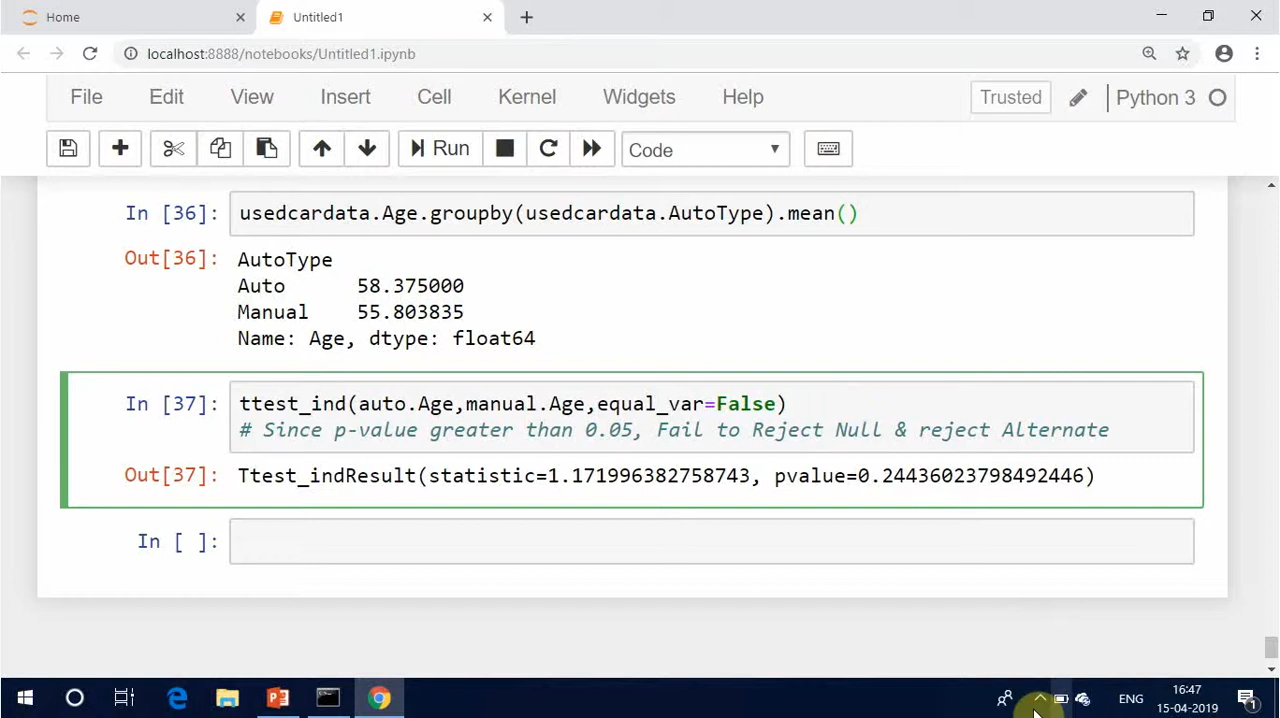 Home
Untitled1
localhost:8888/notebooks/Untitled1.ipynb
File Edit View Insert Cell Kernel Widgets Help Trusted Python 3
Run Code
In [36]: usedcardata.Age.groupby(usedcardata.AutoType).mean()
Out[36]: AutoType
Auto 58.375000
Manual 55.803835
Name: Age, dtype: float64
In [37]: ttest_ind(auto.Age,manual.Age,equal_var=False)
# Since p-value greater than 0.05, Fail to Reject Null & reject Alternate
Out[37]: Ttest_indResult(statistic=1.171996382758743, pvalue=0.24436023798492446)
In [ ]:
ENG 16:47
15-04-2019
1